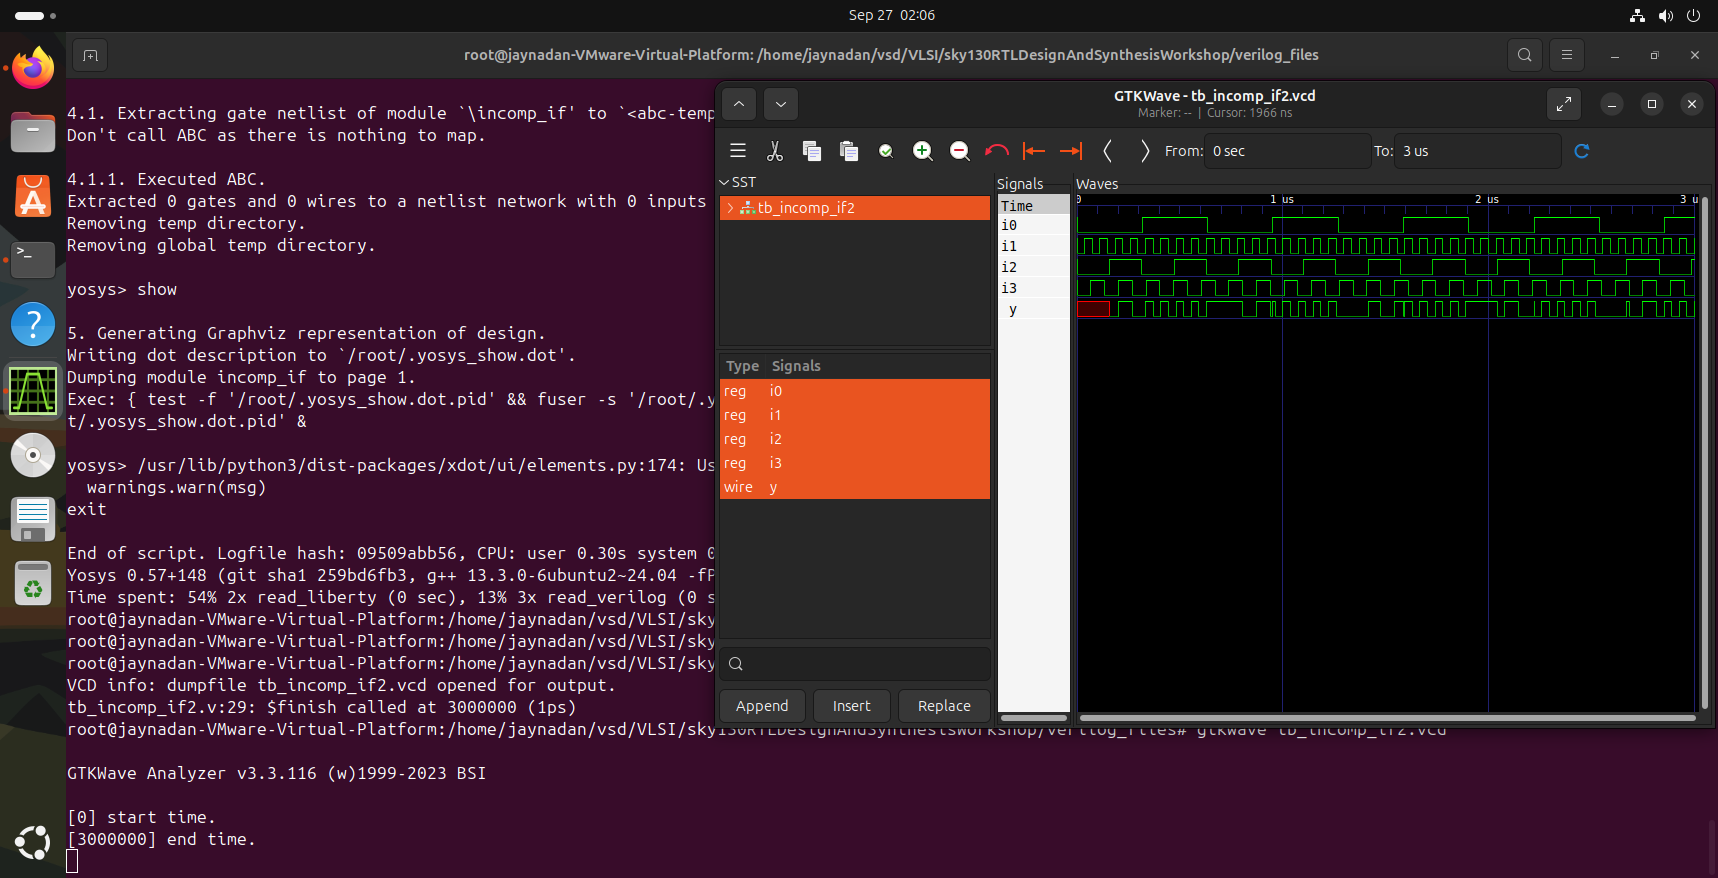 Sep 27 02:06
root@jaynadan-VMware-Virtual-Platform: /home/jaynadan/vsd/VLSI/sky130RTLDesignAndSynthesisWorkshop/verilog_files
4.1. Extracting gate netlist of module `\incomp_if' to `<abc-temp
Don't call ABC as there is nothing to map.
4.1.1. Executed ABC.
Extracted 0 gates and 0 wires to a netlist network with 0 inputs
Removing temp directory.
Removing global temp directory.
yosys> show
5. Generating Graphviz representation of design.
Writing dot description to `/root/.yosys_show.dot'.
Dumping module incomp_if to page 1.
Exec: { test -f '/root/.yosys_show.dot.pid' && fuser -s '/root/.y
t/.yosys_show.dot.pid' &
yosys> /usr/lib/python3/dist-packages/xdot/ui/elements.py:174: Us
warnings.warn(msg)
exit
End of script. Logfile hash: 09509abb56, CPU: user 0.30s system 0
Yosys 0.57+148 (git sha1 259bd6fb3, g++ 13.3.0-6ubuntu2~24.04 -fP
Time spent: 54% 2x read_liberty (0 sec), 13% 3x read_verilog (0 s
root@jaynadan-VMware-Virtual-Platform:/home/jaynadan/vsd/VLSI/sky
root@jaynadan-VMware-Virtual-Platform:/home/jaynadan/vsd/VLSI/sky
root@jaynadan-VMware-Virtual-Platform:/home/jaynadan/vsd/VLSI/sky
VCD info: dumpfile tb_incomp_if2.vcd opened for output.
tb_incomp_if2.v:29: $finish called at 3000000 (1ps)
root@jaynadan-VMware-Virtual-Platform:/home/jaynadan/vsd/VLSI/sky130RTLDesignAndSynthesisWorkshop/verilog_files# gtkwave tb_incomp_if2.vcd
GTKWave Analyzer v3.3.116 (w)1999-2023 BSI
[0] start time.
[3000000] end time.
GTKWave - tb_incomp_if2.vcd
Marker: -- | Cursor: 1966 ns
From: 0 sec
To: 3 us
SST
tb_incomp_if2
Type Signals
reg i0
reg i1
reg i2
reg i3
wire y
Append Insert Replace
Signals
Time
i0
i1
i2
i3
y
Waves
0 1 us 2 us 3 u